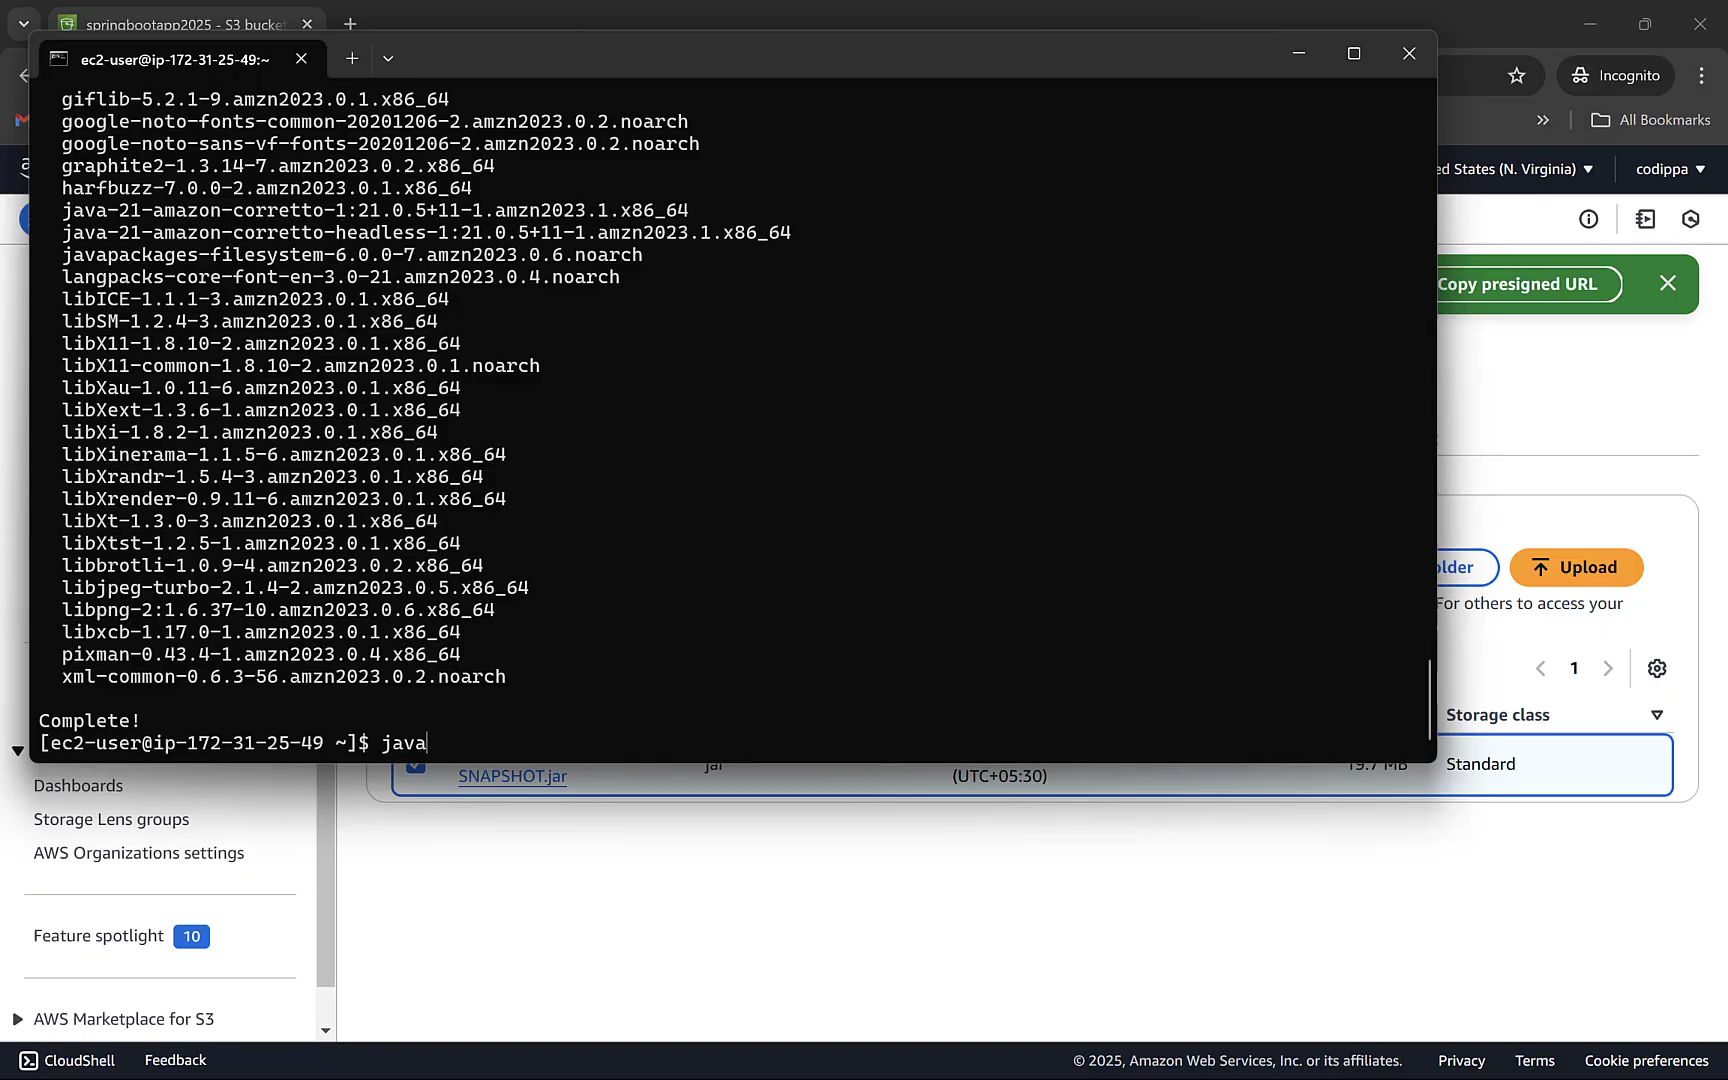 springbootapp2025 - S3 bucke
ec2-user@ip-172-31-25-49:~
Incognito
All Bookmarks
ed States (N. Virginia)
codippa
giflib-5.2.1-9.amzn2023.0.1.x86_64
google-noto-fonts-common-20201206-2.amzn2023.0.2.noarch
google-noto-sans-vf-fonts-20201206-2.amzn2023.0.2.noarch
graphite2-1.3.14-7.amzn2023.0.2.x86_64
harfbuzz-7.0.0-2.amzn2023.0.1.x86_64
java-21-amazon-corretto-1:21.0.5+11-1.amzn2023.1.x86_64
java-21-amazon-corretto-headless-1:21.0.5+11-1.amzn2023.1.x86_64
javapackages-filesystem-6.0.0-7.amzn2023.0.6.noarch
langpacks-core-font-en-3.0-21.amzn2023.0.4.noarch
libICE-1.1.1-3.amzn2023.0.1.x86_64
libSM-1.2.4-3.amzn2023.0.1.x86_64
libX11-1.8.10-2.amzn2023.0.1.x86_64
libX11-common-1.8.10-2.amzn2023.0.1.noarch
libXau-1.0.11-6.amzn2023.0.1.x86_64
libXext-1.3.6-1.amzn2023.0.1.x86_64
libXi-1.8.2-1.amzn2023.0.1.x86_64
libXinerama-1.1.5-6.amzn2023.0.1.x86_64
libXrandr-1.5.4-3.amzn2023.0.1.x86_64
libXrender-0.9.11-6.amzn2023.0.1.x86_64
libXt-1.3.0-3.amzn2023.0.1.x86_64
libXtst-1.2.5-1.amzn2023.0.1.x86_64
libbrotli-1.0.9-4.amzn2023.0.2.x86_64
libjpeg-turbo-2.1.4-2.amzn2023.0.5.x86_64
libpng-2:1.6.37-10.amzn2023.0.6.x86_64
libxcb-1.17.0-1.amzn2023.0.1.x86_64
pixman-0.43.4-1.amzn2023.0.4.x86_64
xml-common-0.6.3-56.amzn2023.0.2.noarch
Complete!
[ec2-user@ip-172-31-25-49 ~]$ java
Copy presigned URL
older
Upload
For others to access your
1
Storage class
SNAPSHOT.jar
jar
(UTC+05:30)
19.7 MB
Standard
Dashboards
Storage Lens groups
AWS Organizations settings
Feature spotlight 10
AWS Marketplace for S3
CloudShell
Feedback
© 2025, Amazon Web Services, Inc. or its affiliates.
Privacy
Terms
Cookie preferences